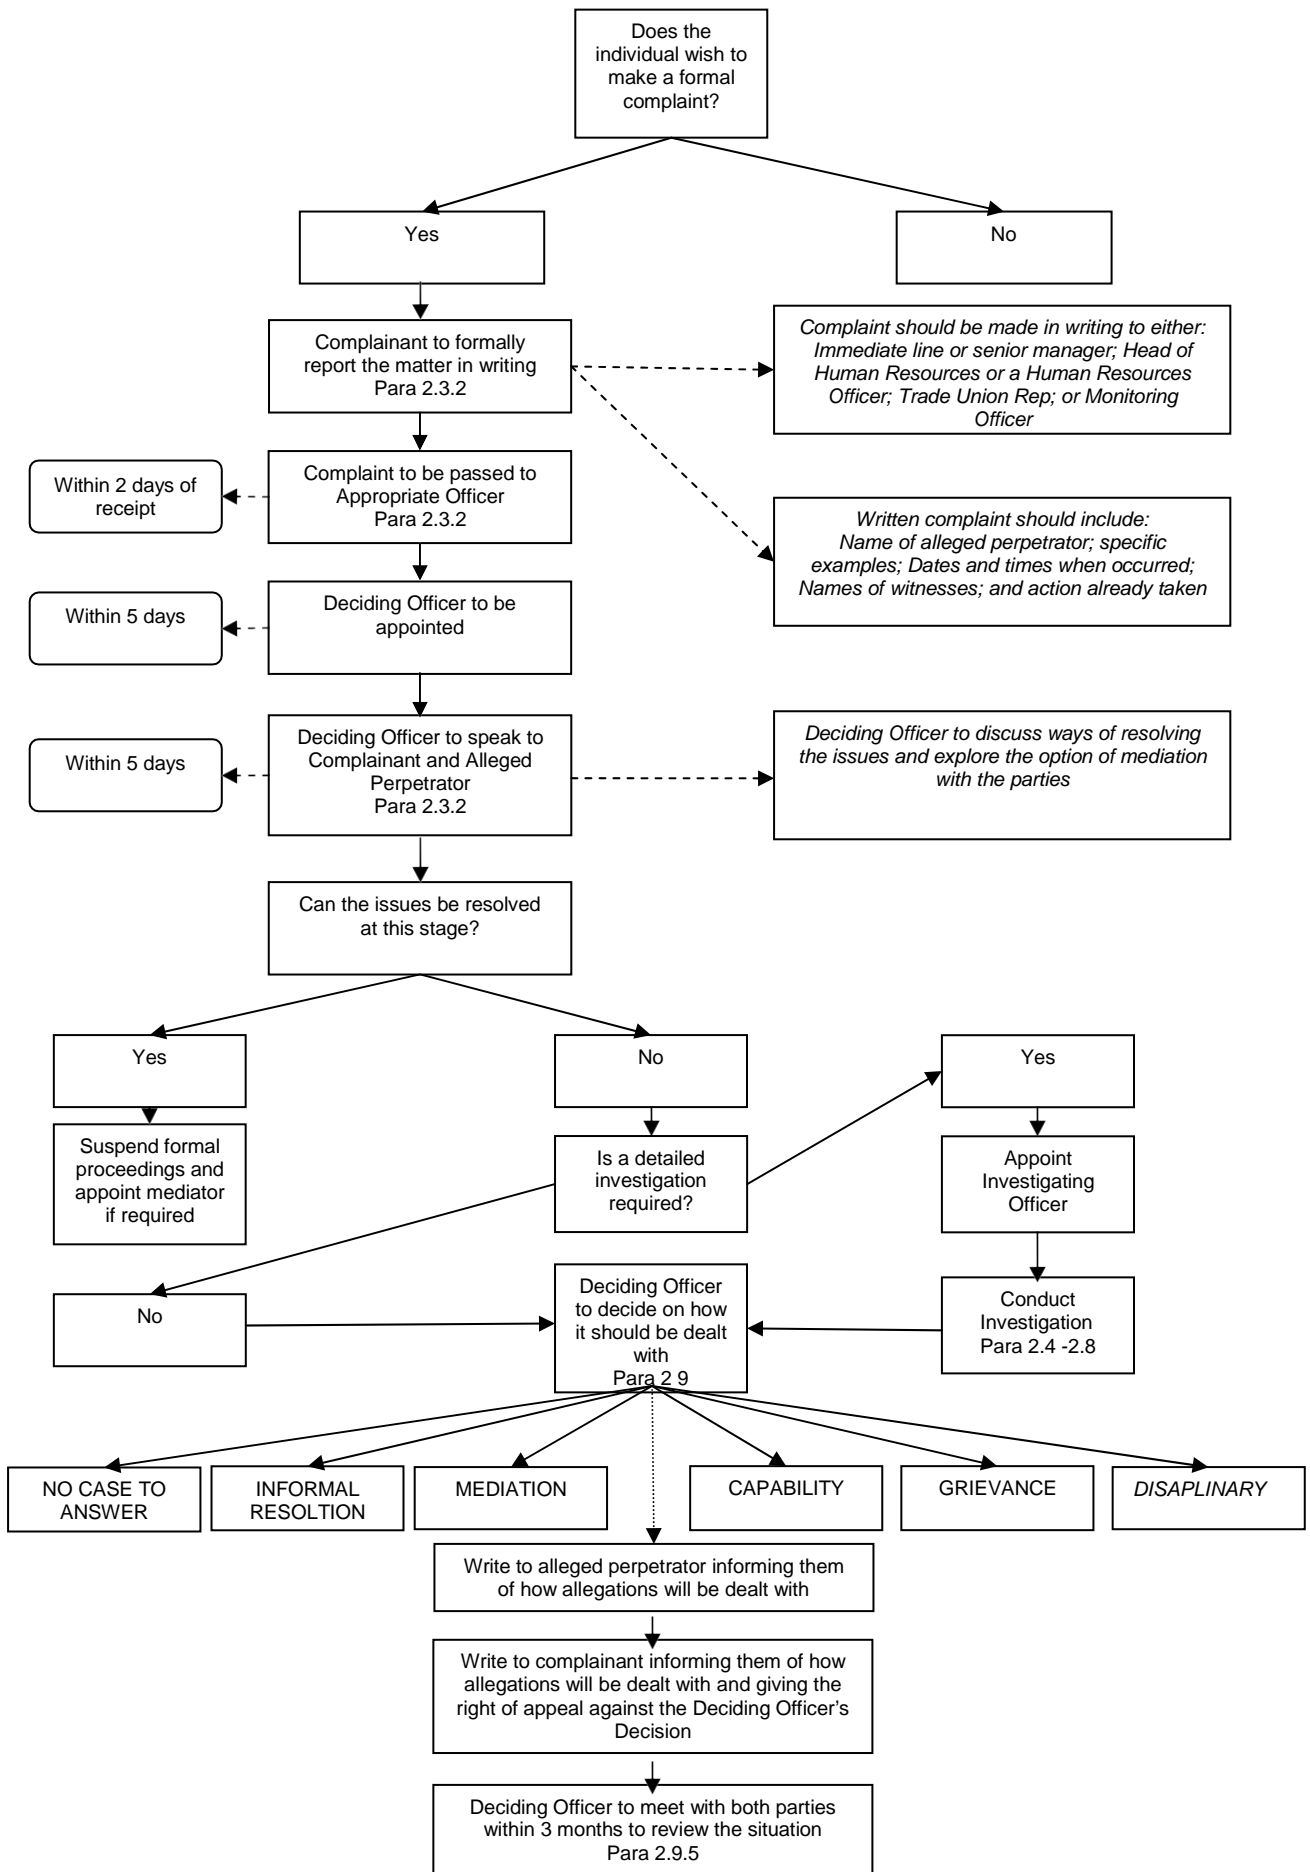 Does the
individual wish to
make a formal
complaint?
Yes
No
Complainant to formally
report the matter in writing
Para 2.3.2
Complaint should be made in writing to either:
Immediate line or senior manager; Head of
Human Resources or a Human Resources
Officer; Trade Union Rep; or Monitoring
Officer
Within 2 days of
receipt
Complaint to be passed to
Appropriate Officer
Para 2.3.2
Written complaint should include:
Name of alleged perpetrator; specific
examples; Dates and times when occurred;
Names of witnesses; and action already taken
Within 5 days
Deciding Officer to be
appointed
Within 5 days
Deciding Officer to speak to
Complainant and Alleged
Perpetrator
Para 2.3.2
Deciding Officer to discuss ways of resolving
the issues and explore the option of mediation
with the parties
Can the issues be resolved
at this stage?
Yes
No
Yes
Suspend formal
proceedings and
appoint mediator
if required
Is a detailed
investigation
required?
Appoint
Investigating
Officer
No
Deciding Officer
to decide on how
it should be dealt
with
Para 2 9
Conduct
Investigation
Para 2.4 -2.8
NO CASE TO
ANSWER
INFORMAL
RESOLTION
MEDIATION
CAPABILITY
GRIEVANCE
DISAPLINARY
Write to alleged perpetrator informing them
of how allegations will be dealt with
Write to complainant informing them of how
allegations will be dealt with and giving the
right of appeal against the Deciding Officer’s
Decision
Deciding Officer to meet with both parties
within 3 months to review the situation
Para 2.9.5